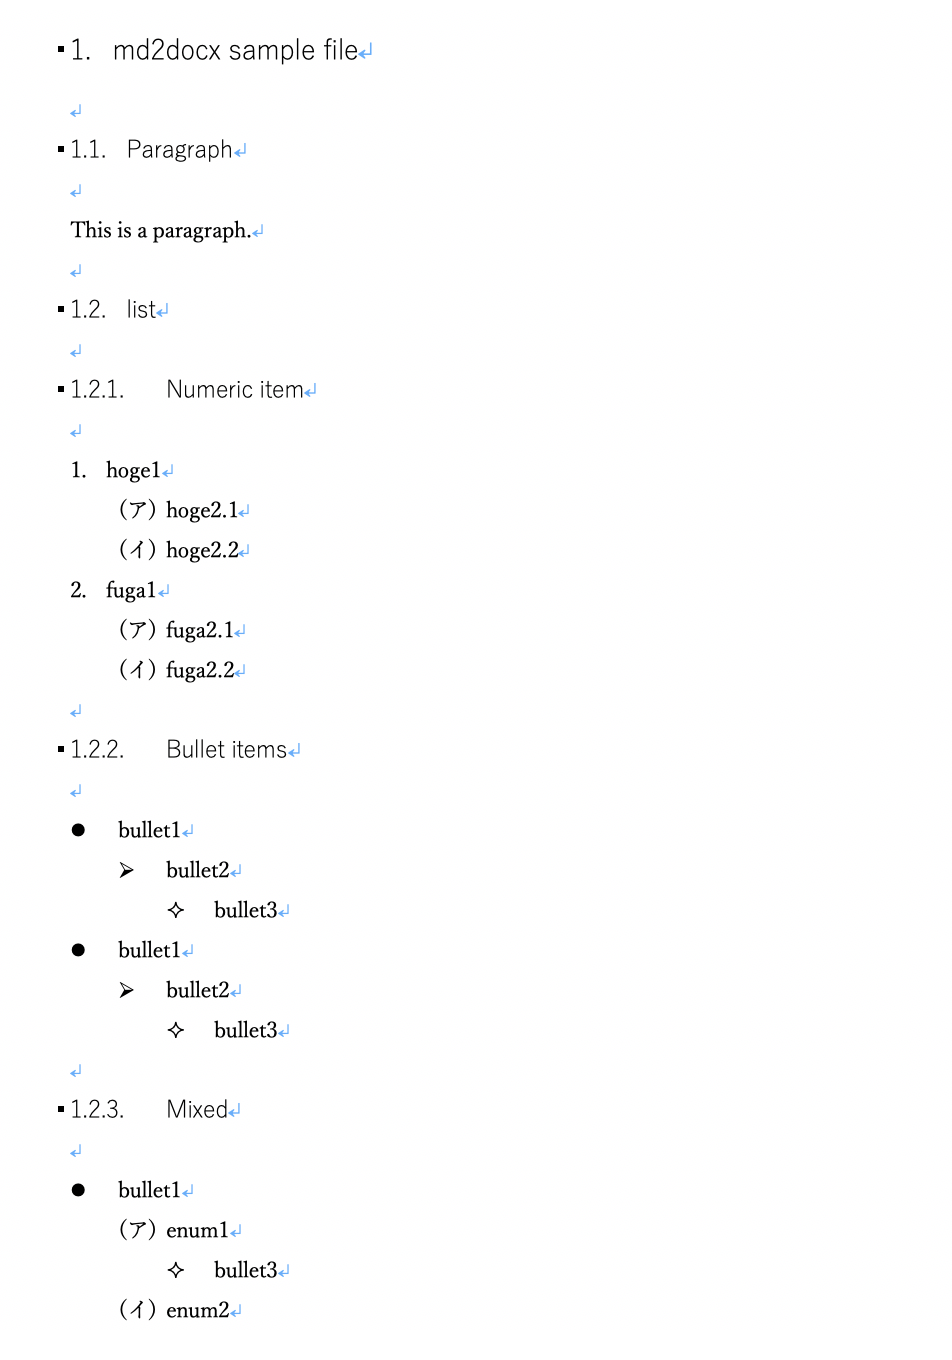 1. md2docx sample file
1.1. Paragraph
This is a paragraph.
1.2. list
1.2.1. Numeric item
1. hoge1
（ア）hoge2.1
（イ）hoge2.2
2. fuga1
（ア）fuga2.1
（イ）fuga2.2
1.2.2. Bullet items
● bullet1
➢ bullet2
✧ bullet3
● bullet1
➢ bullet2
✧ bullet3
1.2.3. Mixed
● bullet1
（ア）enum1
✧ bullet3
（イ）enum2